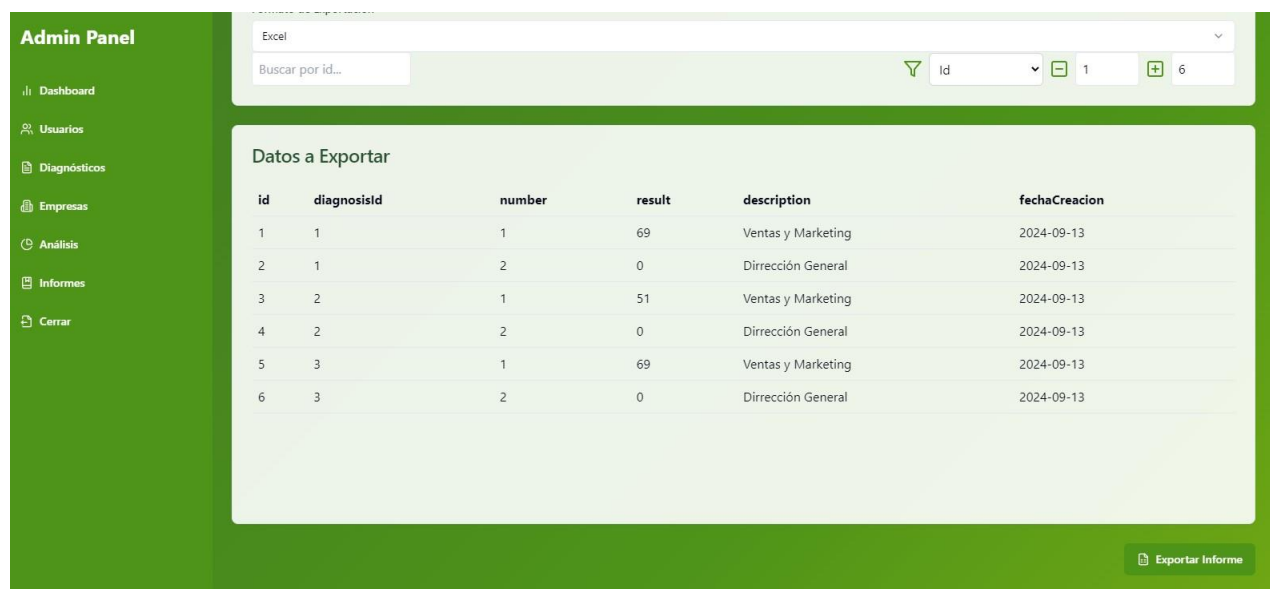 Admin Panel
Dashboard
Usuarios
Diagnósticos
Empresas
Análisis
Informes
Cerrar
Excel
Buscar por id...
Id 1 6
Datos a Exportar
id diagnosisId number result description fechaCreacion
1 1 1 69 Ventas y Marketing 2024-09-13
2 1 2 0 Dirrección General 2024-09-13
3 2 1 51 Ventas y Marketing 2024-09-13
4 2 2 0 Dirrección General 2024-09-13
5 3 1 69 Ventas y Marketing 2024-09-13
6 3 2 0 Dirrección General 2024-09-13
Exportar Informe